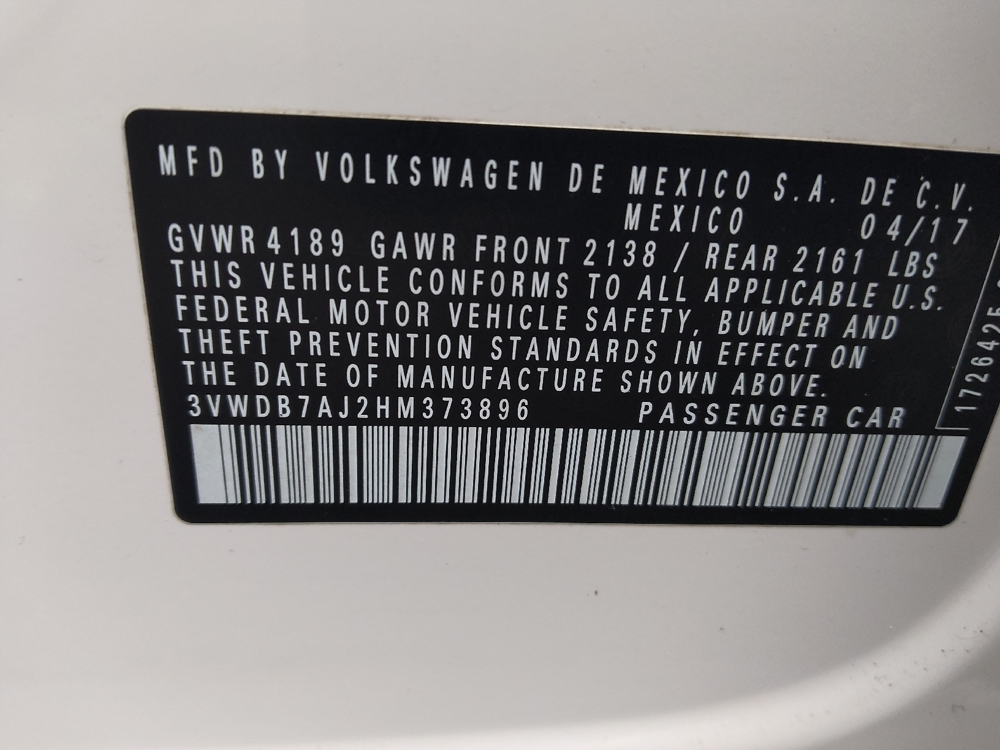 MFD BY VOLKSWAGEN DE MEXICO S.A. DE C.V.
MEXICO 04/17
GVWR 4189 GAWR FRONT 2138 / REAR 2161 LBS
THIS VEHICLE CONFORMS TO ALL APPLICABLE U.S.
FEDERAL MOTOR VEHICLE SAFETY, BUMPER AND
THEFT PREVENTION STANDARDS IN EFFECT ON
THE DATE OF MANUFACTURE SHOWN ABOVE.
3VWDB7AJ2HM373896 PASSENGER CAR